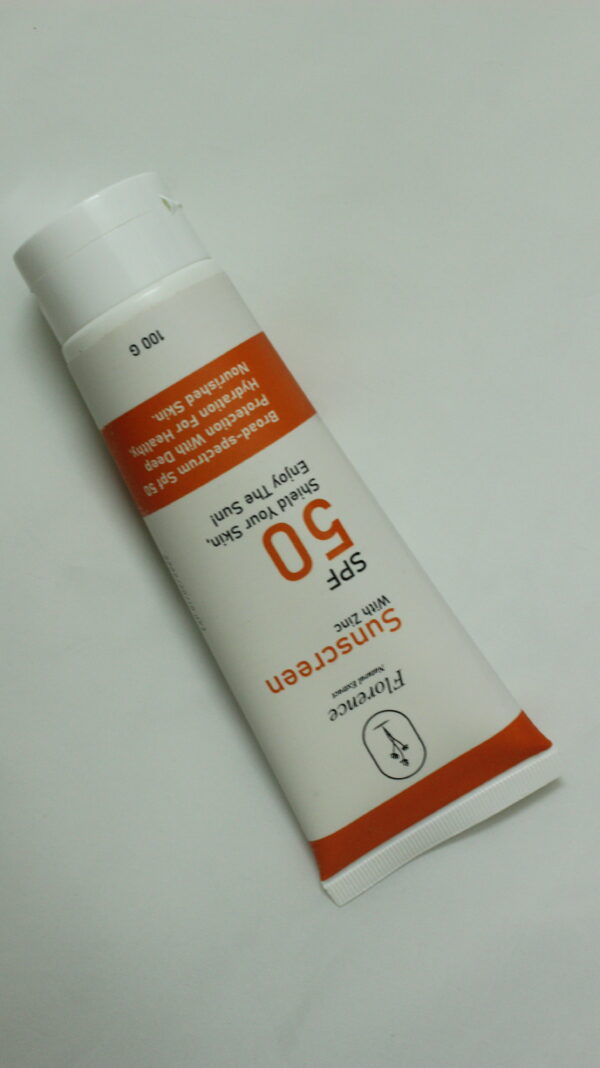 Florence
Natural Extract
Sunscreen
With Zinc
SPF
50
Shield Your Skin,
Enjoy The Sun!
Broad-spectrum Spf 50
Protection With Deep
Hydration For Healthy,
Nourished Skin.
100 G